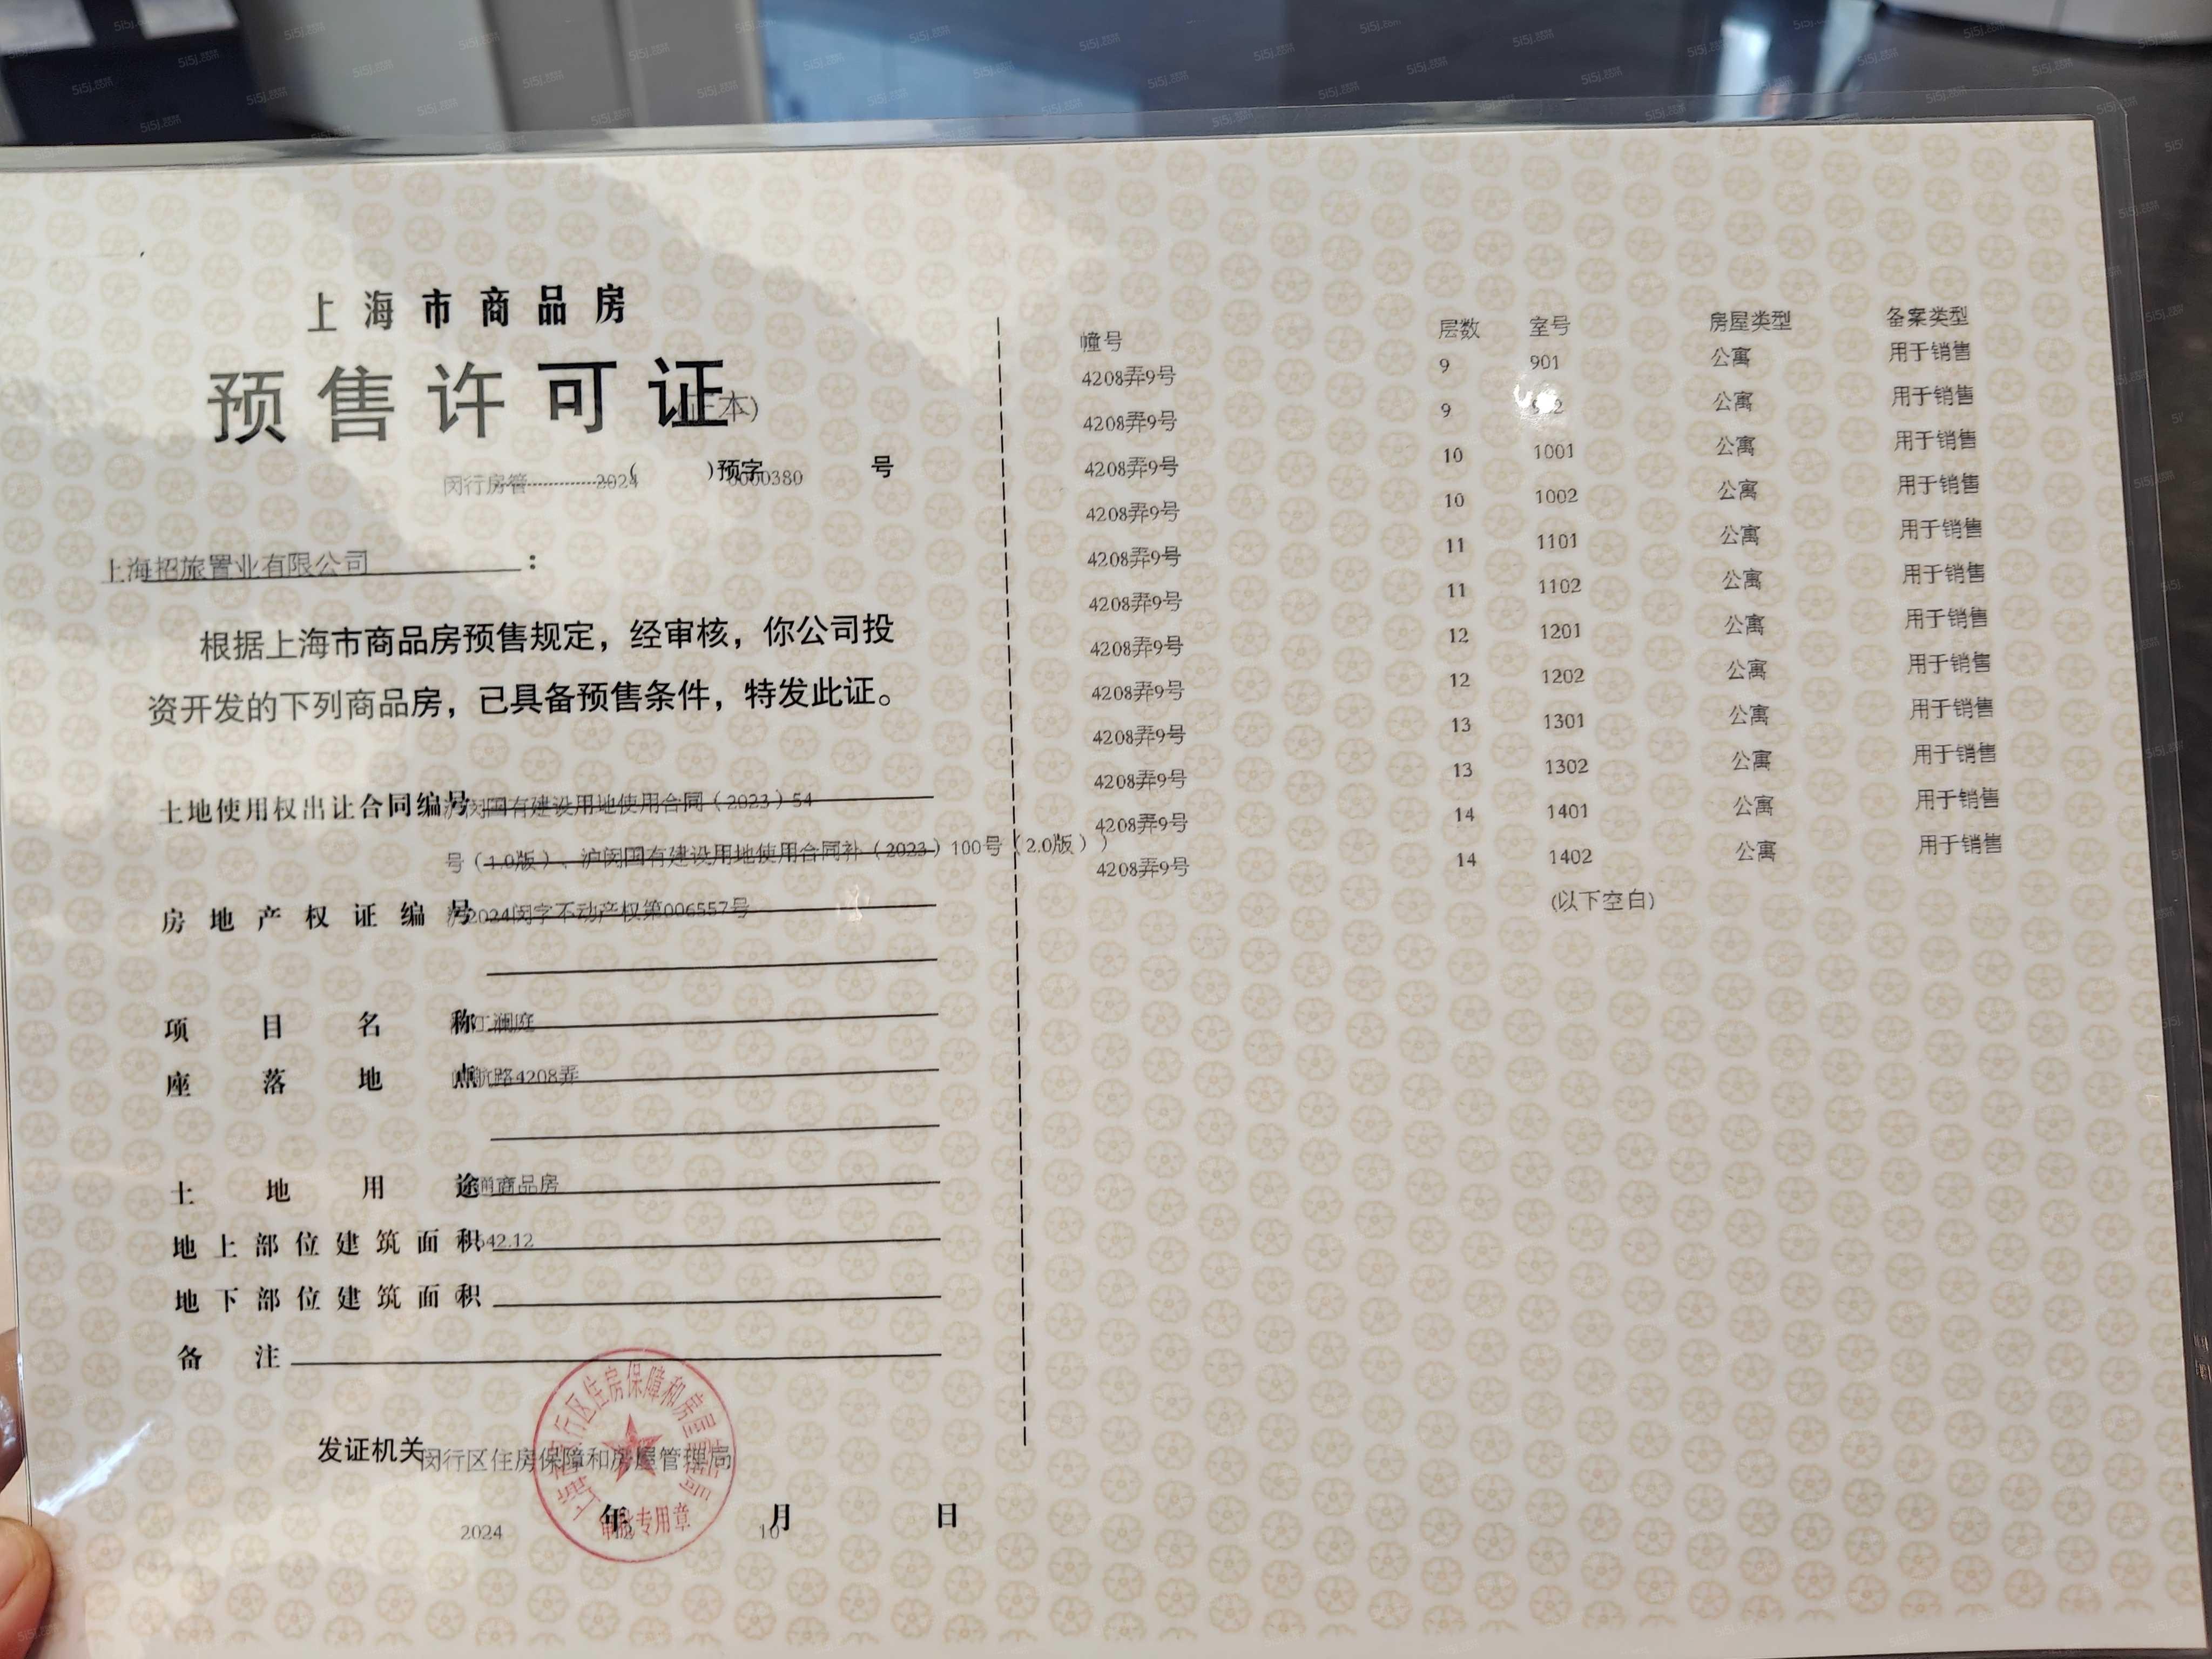 上海市商品房
预售许可证
本)
闵行房管 2024 ( )预字 0000380 号
上海招旅置业有限公司 :
根据上海市商品房预售规定，经审核，你公司投
资开发的下列商品房，已具备预售条件，特发此证。
土地使用权出让合同编号 闵国有建设用地使用合同（2023）54
号（1.0版）、沪闵国有建设用地使用合同补（2023）100号（2.0版））
房地产权证编号 2024闵字不动产权第006557号
项目名称 澜庭
座落地点 航路4208弄
土地用途 商品房
地上部位建筑面积 542.12
地下部位建筑面积
备注
发证机关 闵行区住房保障和房屋管理局
2024 年 10 月 日
审批专用章
幢号 层数 室号 房屋类型 备案类型
4208弄9号 9 901 公寓 用于销售
4208弄9号 9 公寓 用于销售
4208弄9号 10 1001 公寓 用于销售
4208弄9号 10 1002 公寓 用于销售
4208弄9号 11 1101 公寓 用于销售
4208弄9号 11 1102 公寓 用于销售
4208弄9号 12 1201 公寓 用于销售
4208弄9号 12 1202 公寓 用于销售
4208弄9号 13 1301 公寓 用于销售
4208弄9号 13 1302 公寓 用于销售
4208弄9号 14 1401 公寓 用于销售
4208弄9号 14 1402 公寓 用于销售
(以下空白)